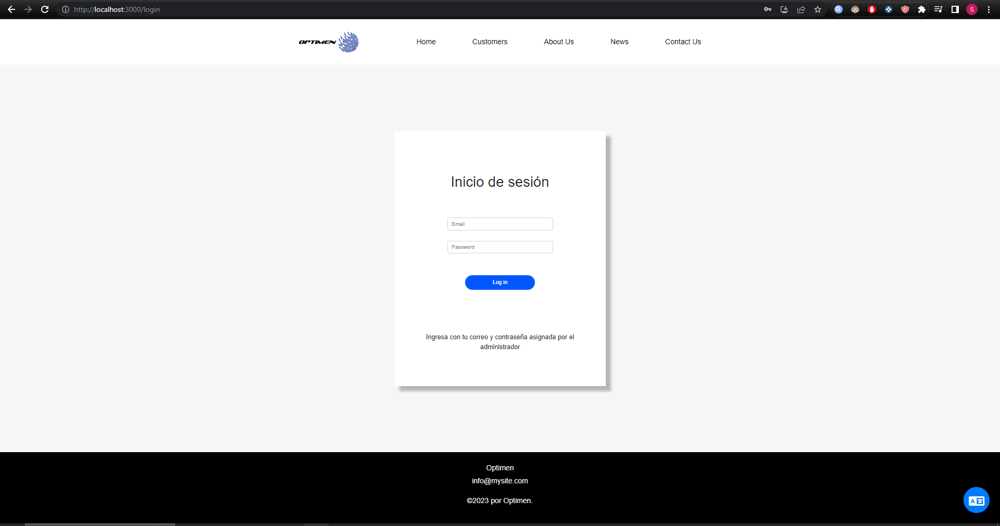 http://localhost:3000/login
S
OPTIMEN
Home
Customers
About Us
News
Contact Us
Inicio de sesión
Email
Password
Log in
Ingresa con tu correo y contraseña asignada por el
administrador
Optimen
info@mysite.com
©2023 por Optimen.